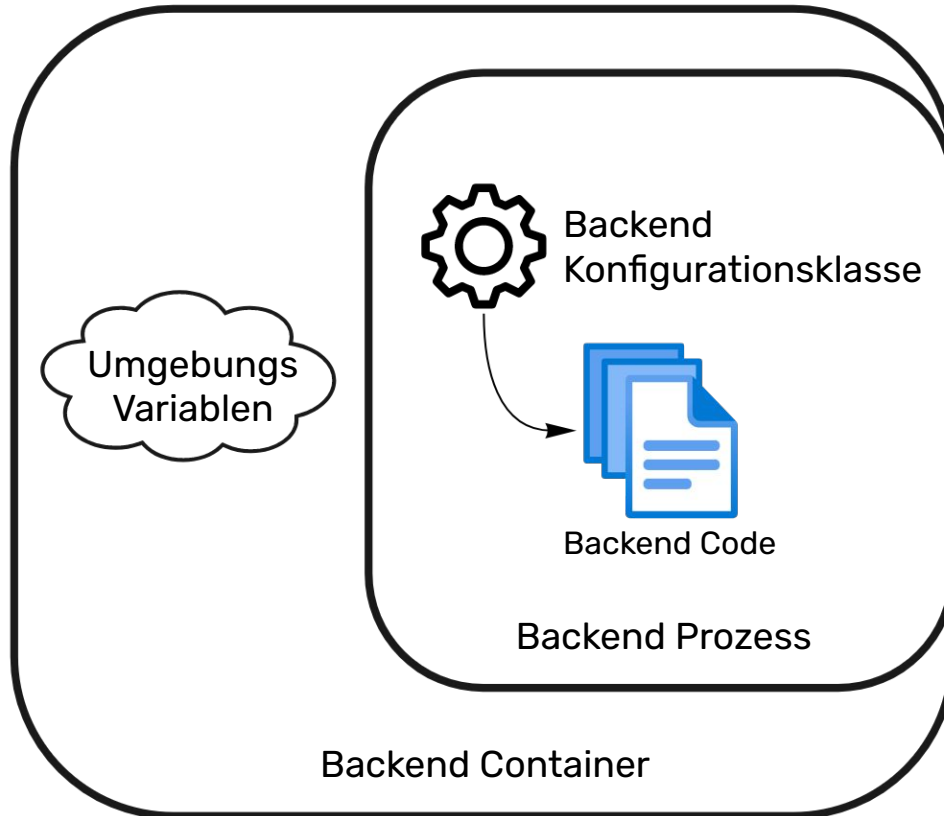 Backend
Konfigurationsklasse
Umgebungs
Variablen
Backend Code
Backend Prozess
Backend Container